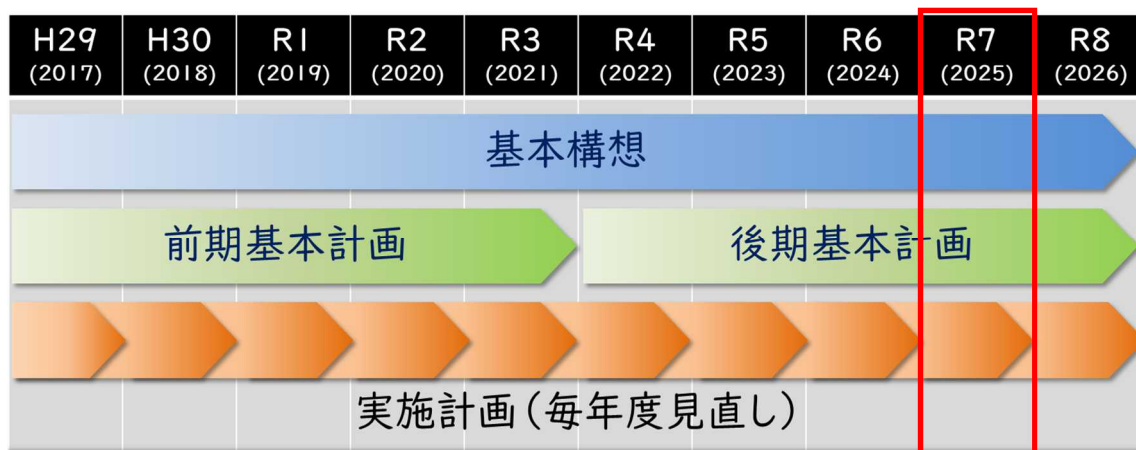 H29 H30 R1 R2 R3 R4 R5 R6 R7 R8
(2017) (2018) (2019) (2020) (2021) (2022) (2023) (2024) (2025) (2026)
基本構想
前期基本計画 後期基本計画
実施計画（毎年度見直し）